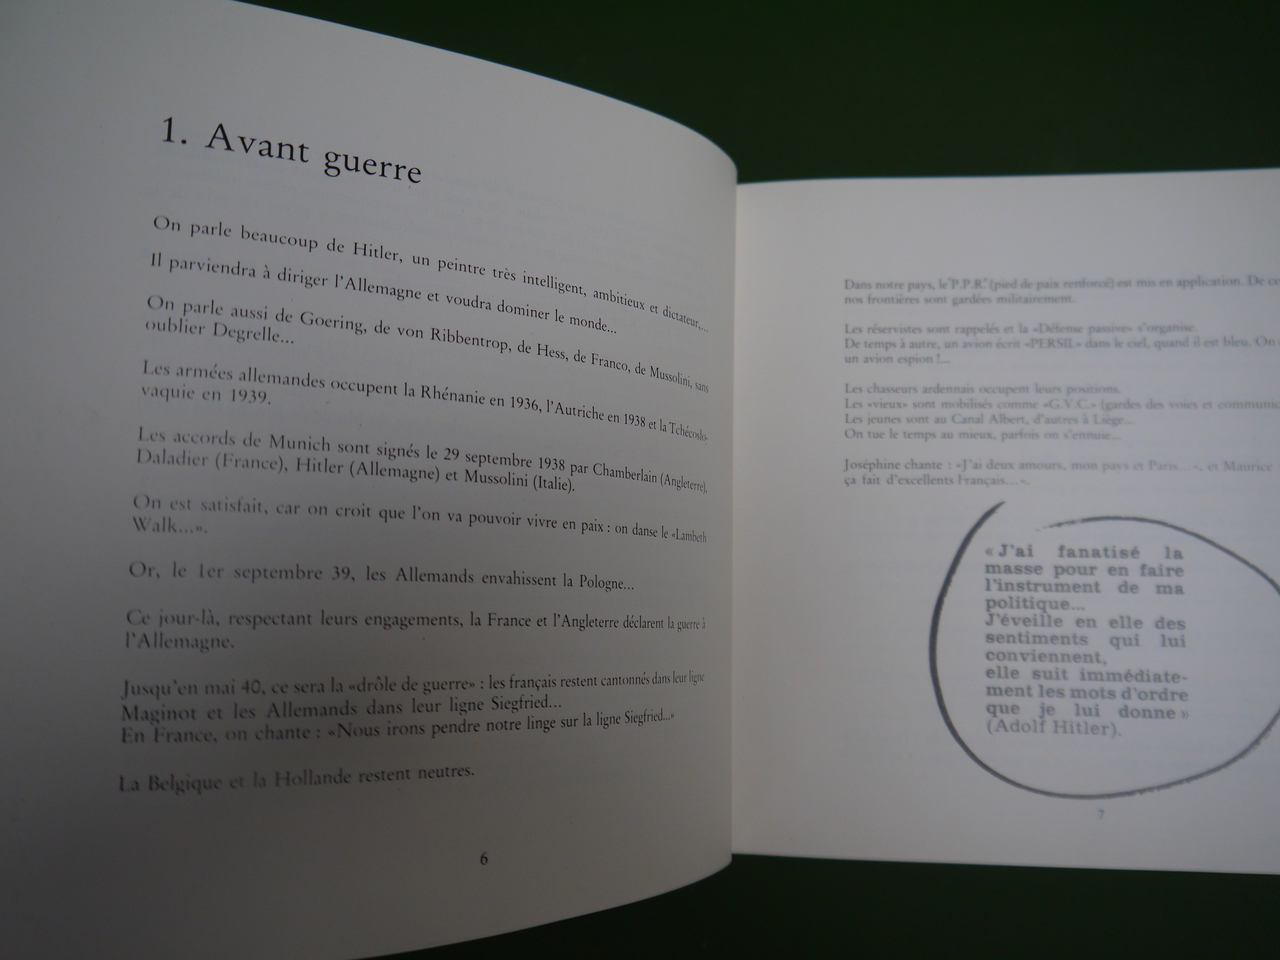 1. Avant guerre
On parle beaucoup de Hitler, un peintre très intelligent, ambitieux et dictateur,...
Il parviendra à diriger l'Allemagne et voudra dominer le monde...
On parle aussi de Goering, de von Ribbentrop, de Hess, de Franco, de Mussolini, sans
oublier Degrelle...
Les armées allemandes occupent la Rhénanie en 1936, l'Autriche en 1938 et la Tchécoslo-
vaquie en 1939.
Les accords de Munich sont signés le 29 septembre 1938 par Chamberlain (Angleterre),
Daladier (France), Hitler (Allemagne) et Mussolini (Italie).
On est satisfait, car on croit que l'on va pouvoir vivre en paix : on danse le «Lambeth
Walk...».
Or, le 1er septembre 39, les Allemands envahissent la Pologne...
Ce jour-là, respectant leurs engagements, la France et l'Angleterre déclarent la guerre à
l'Allemagne.
Jusqu'en mai 40, ce sera la «drôle de guerre» : les français restent cantonnés dans leur ligne
Maginot et les Allemands dans leur ligne Siegfried...
En France, on chante : «Nous irons pendre notre linge sur la ligne Siegfried...»
La Belgique et la Hollande restent neutres.
6
Dans notre pays, le "P.P.R." (pied de paix renforcé) est mis en application. De
nos frontières sont gardées militairement.
Les réservistes sont rappelés et la «Défense passive» s'organise.
De temps à autre, un avion écrit «PERSIL» dans le ciel, quand il est bleu. On
un avion espion !...
Les chasseurs ardennais occupent leurs positions.
Les «vieux» sont mobilisés comme «G.V.C.» (gardes des voies et
Les jeunes sont au Canal Albert, d'autres à Liège...
On tue le temps au mieux, parfois on s'ennuie...
Joséphine chante : «J'ai deux amours, mon pays et Paris...», et Maurice
ça fait d'excellents Français...».
«J'ai fanatisé la
masse pour en faire
l'instrument de ma
politique...
J'éveille en elle des
sentiments qui lui
conviennent,
elle suit immédiate-
ment les mots d'ordre
que je lui donne»
(Adolf Hitler).
7